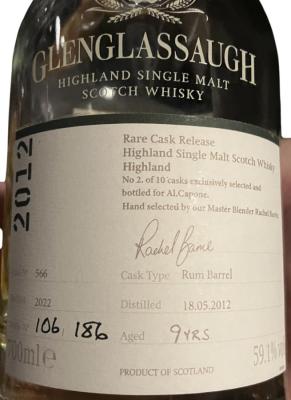 GLENGLASSAUGH
HIGHLAND SINGLE MALT
SCOTCH WHISKY
2012
Rare Cask Release
Highland Single Malt Scotch Whisky
Highland
No 2. of 10 casks exclusively selected and
bottled for Al.Capone.
Hand selected by our Master Blender Rachel
Rachel Barrie
566 Cask Type Rum Barrel
2022 Distilled 18.05.2012
106, 186 Aged 9 YRS
59.1%
PRODUCT OF SCOTLAND